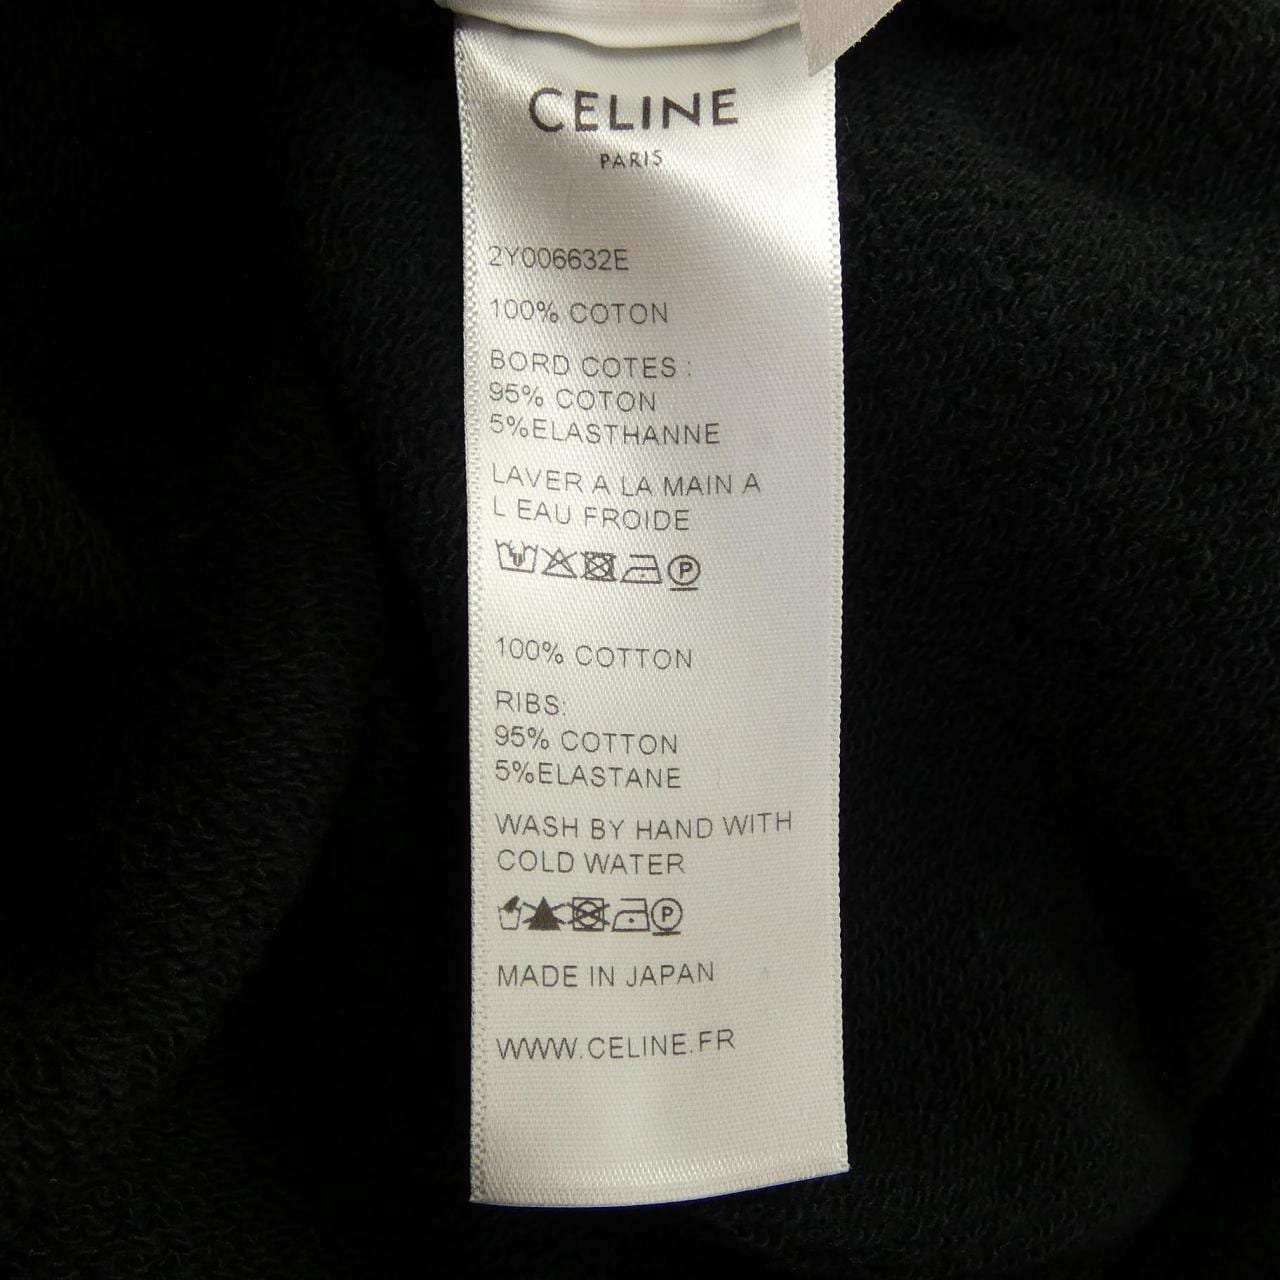 CELINE
PARIS
2Y006632E
100% COTON
BORD COTES :
95% COTON
5%ELASTHANNE
LAVER A LA MAIN A
L EAU FROIDE
P
100% COTTON
RIBS:
95% COTTON
5%ELASTANE
WASH BY HAND WITH
COLD WATER
P
MADE IN JAPAN
WWW.CELINE.FR